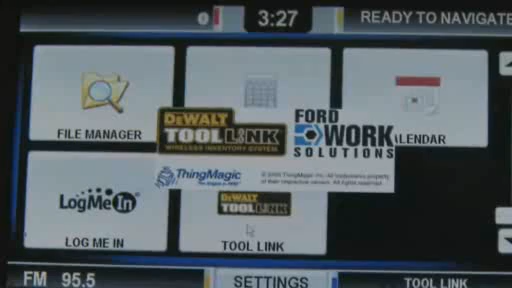 3:27
READY TO NAVIGATE
FILE MANAGER
DEWALT
TOOL LINK
WIRELESS INVENTORY SYSTEM
FORD
WORK
SOLUTIONS
ALENDAR
ThingMagic
LogMeIn
DEWALT
TOOL LINK
LOG ME IN
TOOL LINK
FM 95.5
SETTINGS
TOOL LINK